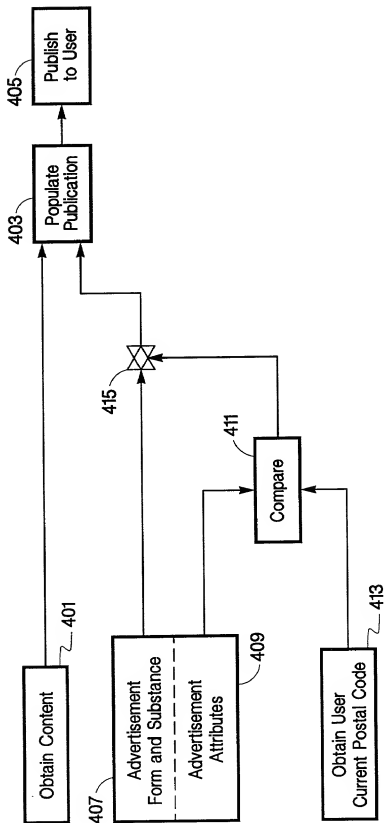 Obtain Content
401
407
Advertisement
Form and Substance
Advertisement
Attributes
409
Obtain User
Current Postal Code
413
Compare
411
415
Populate
Publication
403
Publish
to User
405